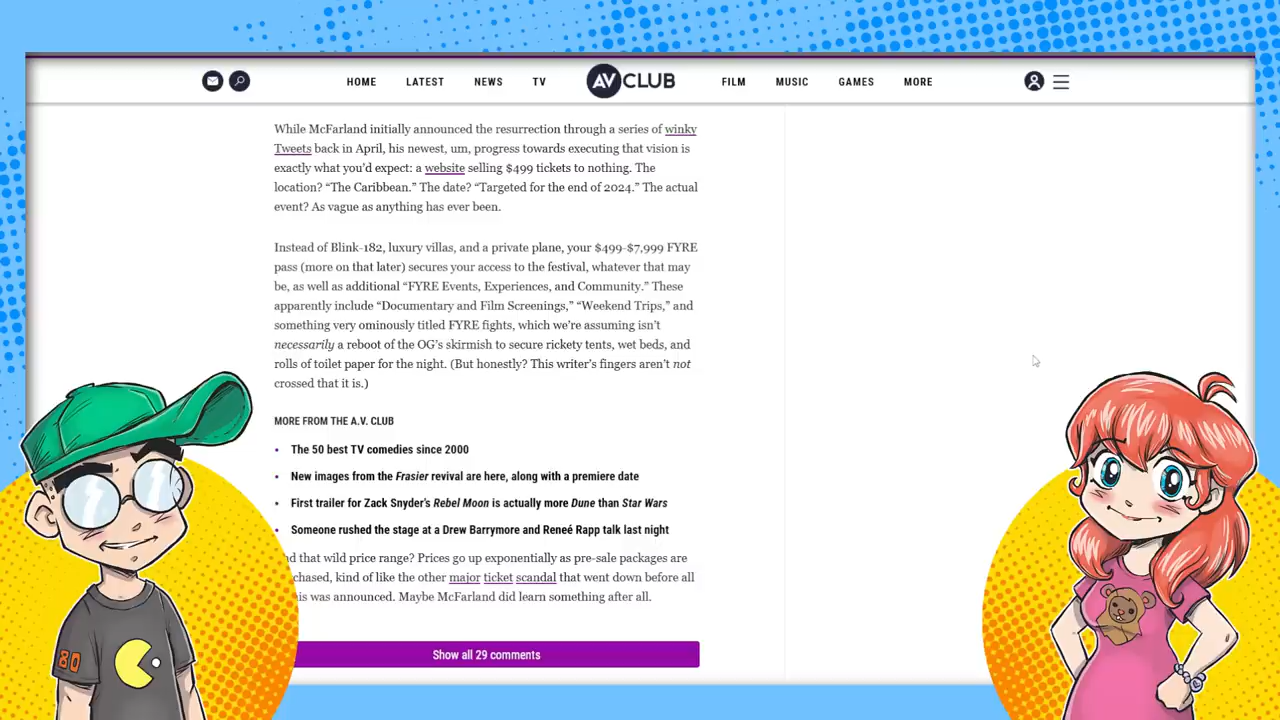 HOME
LATEST
NEWS
TV
AV CLUB
FILM
MUSIC
GAMES
MORE
While McFarland initially announced the resurrection through a series of winky
Tweets back in April, his newest, um, progress towards executing that vision is
exactly what you’d expect: a website selling $499 tickets to nothing. The
location? “The Caribbean.” The date? “Targeted for the end of 2024.” The actual
event? As vague as anything has ever been.
Instead of Blink-182, luxury villas, and a private plane, your $499-$7,999 FYRE
pass (more on that later) secures your access to the festival, whatever that may
be, as well as additional “FYRE Events, Experiences, and Community.” These
apparently include “Documentary and Film Screenings,” “Weekend Trips,” and
something very ominously titled FYRE fights, which we’re assuming isn’t
necessarily a reboot of the OG’s skirmish to secure rickety tents, wet beds, and
rolls of toilet paper for the night. (But honestly? This writer’s fingers aren’t not
crossed that it is.)
MORE FROM THE A.V. CLUB
• The 50 best TV comedies since 2000
• New images from the Frasier revival are here, along with a premiere date
• First trailer for Zack Snyder’s Rebel Moon is actually more Dune than Star Wars
• Someone rushed the stage at a Drew Barrymore and Reneé Rapp talk last night
that wild price range? Prices go up exponentially as pre-sale packages are
kind of like the other major ticket scandal that went down before all
was announced. Maybe McFarland did learn something after all.
Show all 29 comments
80